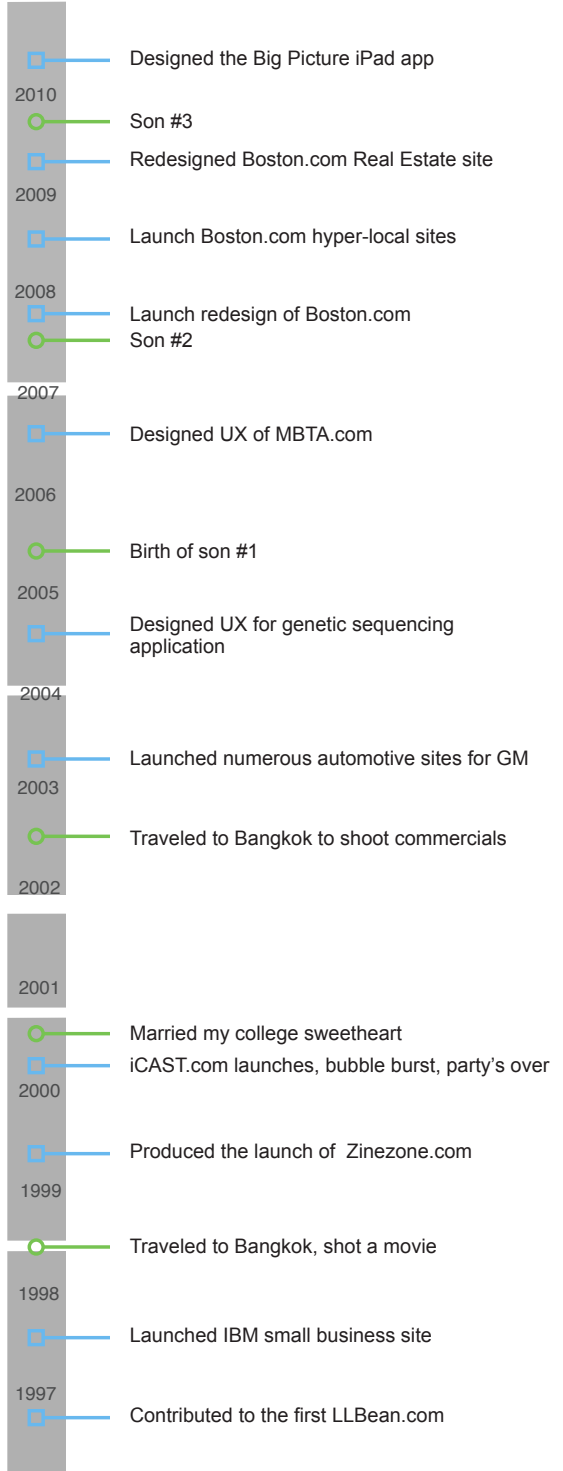 Designed the Big Picture iPad app
2010
Son #3
Redesigned Boston.com Real Estate site
2009
Launch Boston.com hyper-local sites
2008
Launch redesign of Boston.com
Son #2
2007
Designed UX of MBTA.com
2006
Birth of son #1
2005
Designed UX for genetic sequencing
application
2004
Launched numerous automotive sites for GM
2003
Traveled to Bangkok to shoot commercials
2002
2001
Married my college sweetheart
iCAST.com launches, bubble burst, party’s over
2000
Produced the launch of  Zinezone.com
1999
Traveled to Bangkok, shot a movie
1998
Launched IBM small business site
1997
Contributed to the first LLBean.com